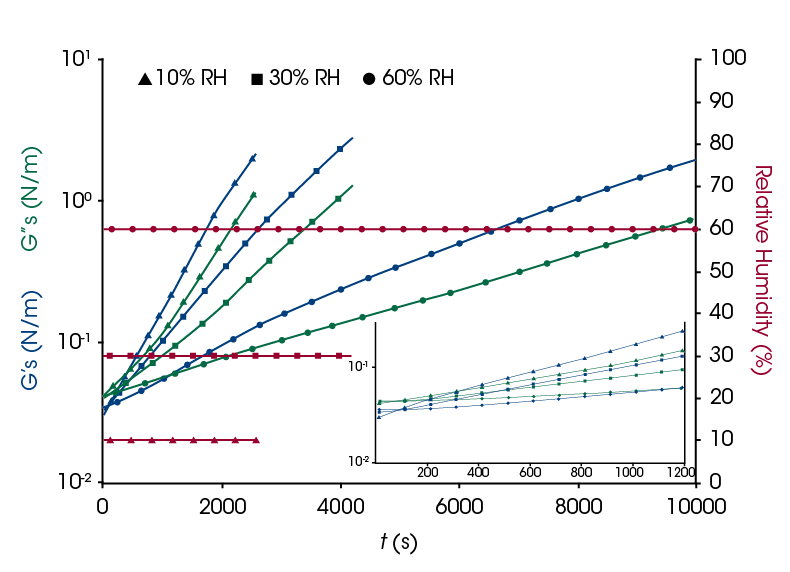 10% RH 30% RH 60% RH
10¹
10⁰
10⁻¹
10⁻²
G″s (N/m)
G′s (N/m)
100
90
80
70
60
50
40
30
20
10
0
Relative Humidity (%)
10⁻¹
10⁻²
200 400 600 800 1000 1200
0 2000 4000 6000 8000 10000
t (s)